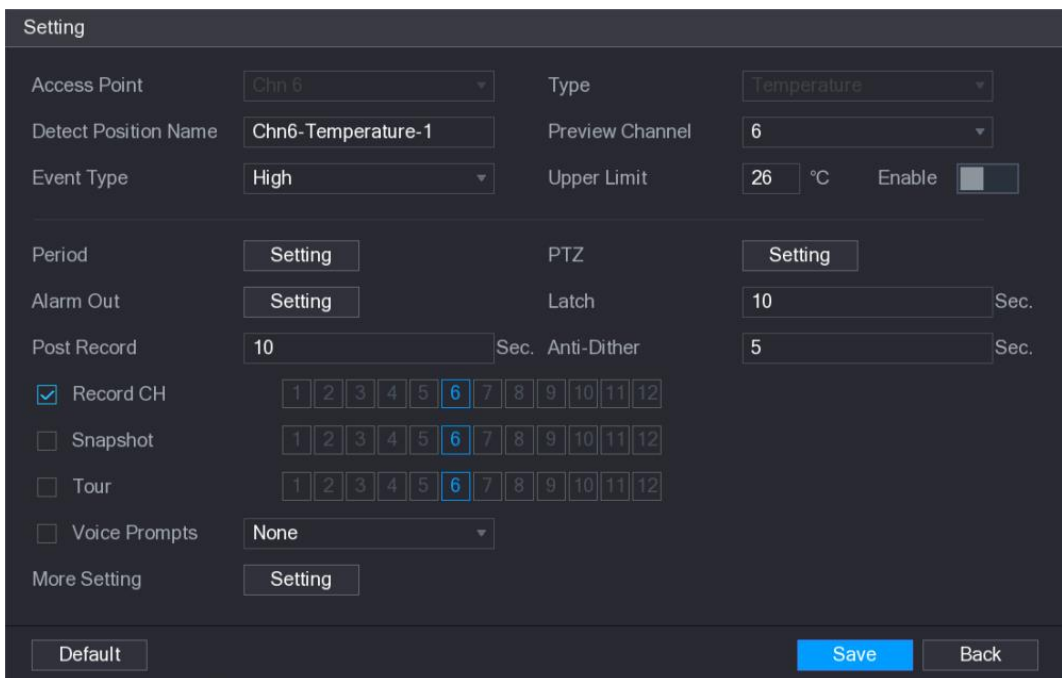 Setting
Access Point Chn 6 Type Temperature
Detect Position Name Chn6-Temperature-1 Preview Channel 6
Event Type High Upper Limit 26 °C Enable
Period Setting PTZ Setting
Alarm Out Setting Latch 10 Sec.
Post Record 10 Sec. Anti-Dither 5 Sec.
Record CH 1 2 3 4 5 6 7 8 9 10 11 12
Snapshot 1 2 3 4 5 6 7 8 9 10 11 12
Tour 1 2 3 4 5 6 7 8 9 10 11 12
Voice Prompts None
More Setting Setting
Default Save Back